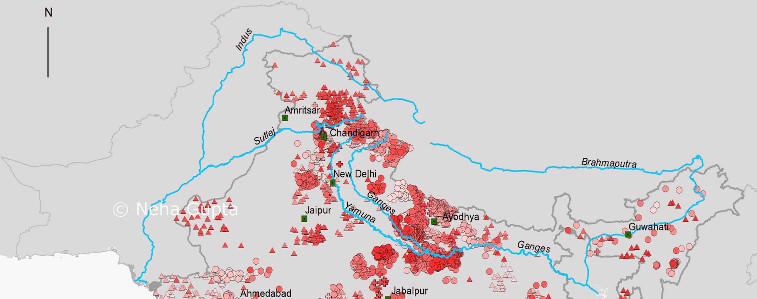 N
Indus
Amritsar
Sutlej
Chandigarh
Brahmaputra
New Delhi
© Neha Gupta
Ganges
Yamuna
Jaipur
Ayodhya
Guwahati
Ganges
Ahmedabad
Jabalpur